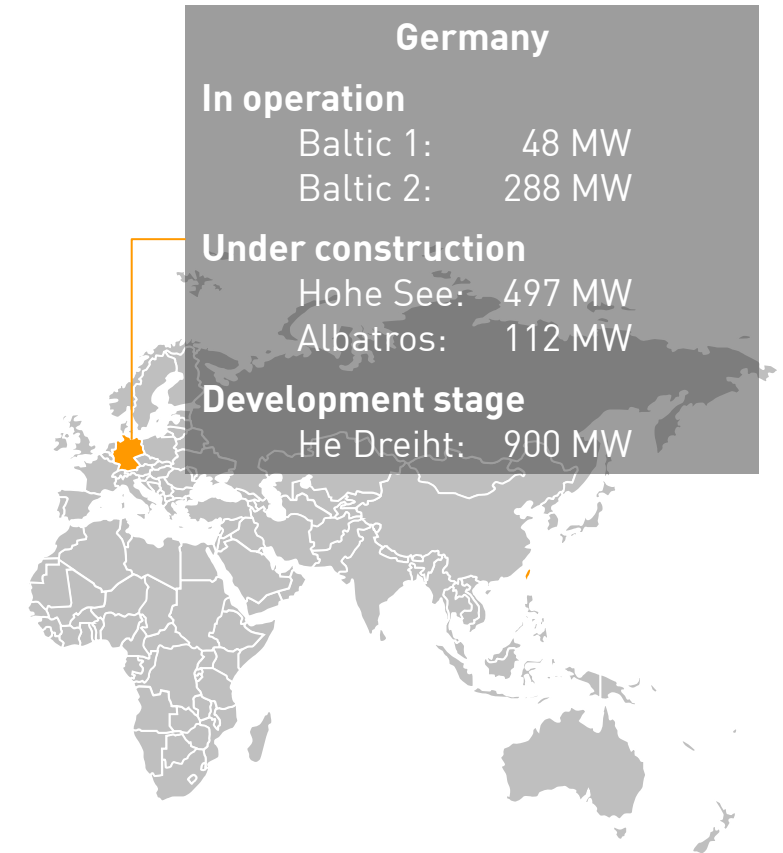 Germany
In operation
Baltic 1: 48 MW
Baltic 2: 288 MW
Under construction
Hohe See: 497 MW
Albatros: 112 MW
Development stage
He Dreiht: 900 MW